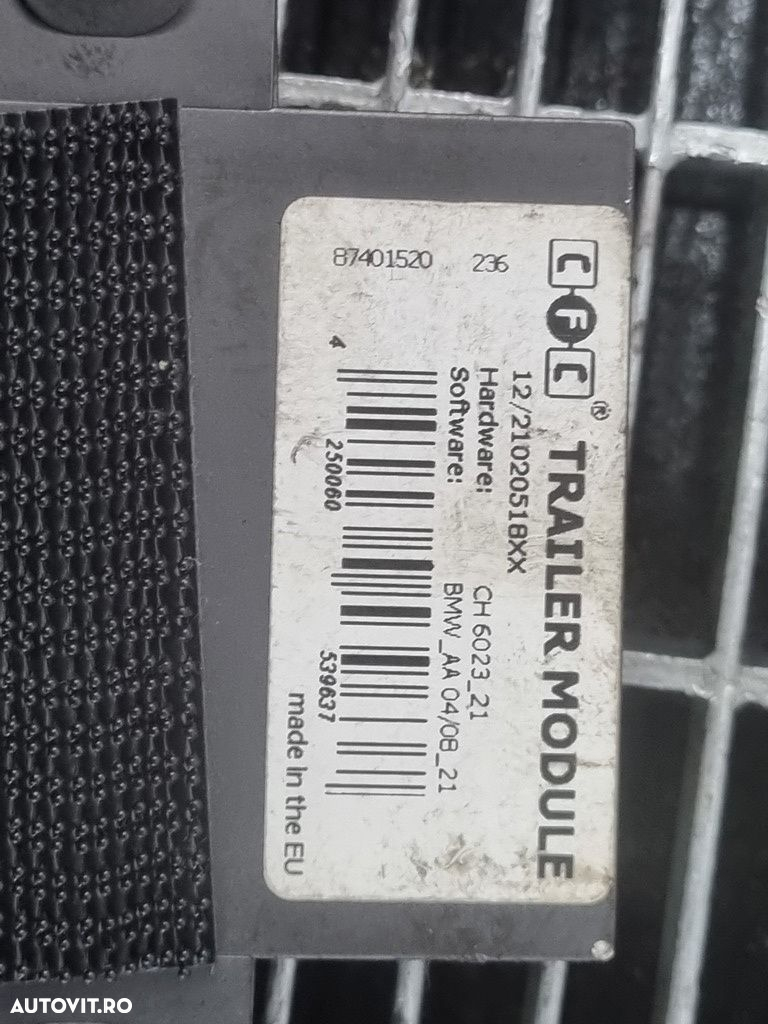 CFC® TRAILER MODULE
12/21020518XX
Hardware: CH 6023_21
Software: BMW_AA 04/08_21
87401520 236
4 250060 539637
made in the EU
AUTOVIT.RO